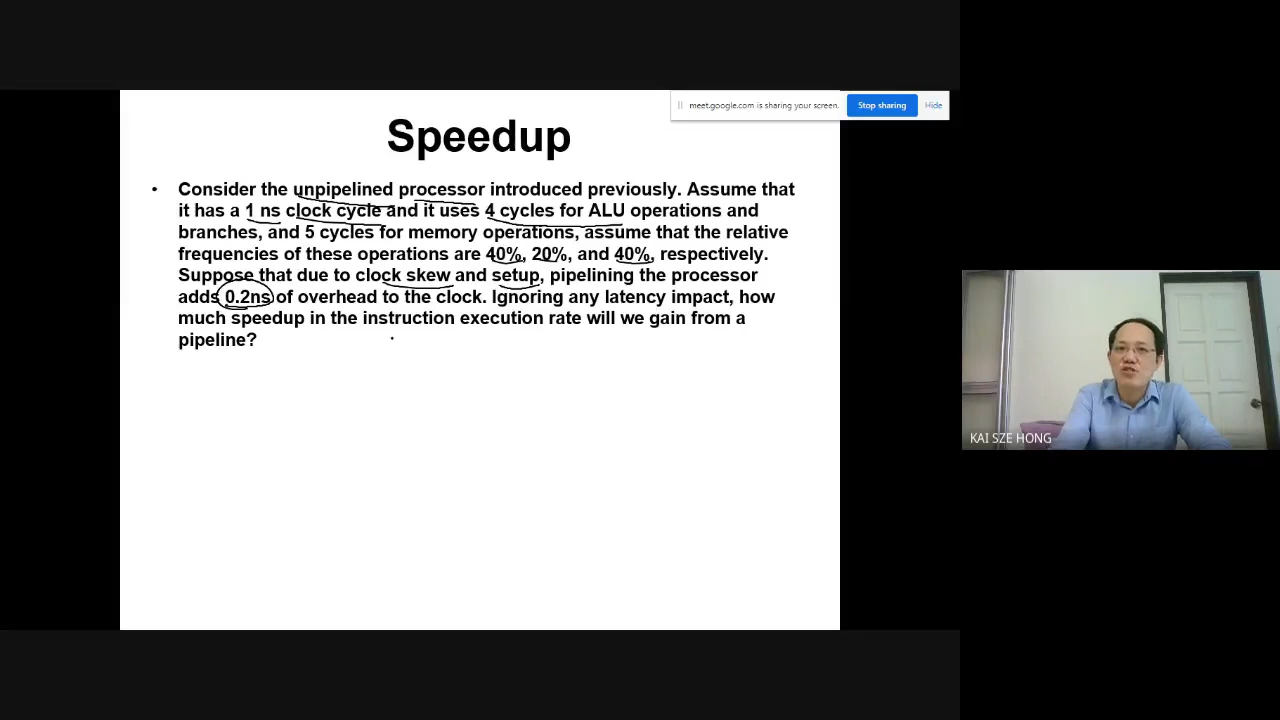 meet.google.com is sharing your screen.
Stop sharing
Hide
Speedup
• Consider the unpipelined processor introduced previously. Assume that
it has a 1 ns clock cycle and it uses 4 cycles for ALU operations and
branches, and 5 cycles for memory operations, assume that the relative
frequencies of these operations are 40%, 20%, and 40%, respectively.
Suppose that due to clock skew and setup, pipelining the processor
adds 0.2ns of overhead to the clock. Ignoring any latency impact, how
much speedup in the instruction execution rate will we gain from a
pipeline?
KAI SZE HONG